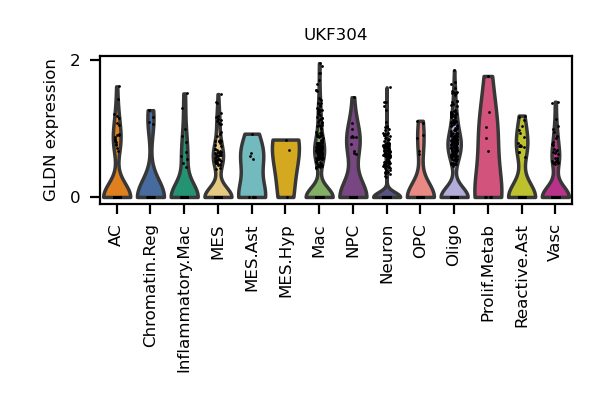 UKF304
GLDN expression
2
0
AC
Chromatin.Reg
Inflammatory.Mac
MES
MES.Ast
MES.Hyp
Mac
NPC
Neuron
OPC
Oligo
Prolif.Metab
Reactive.Ast
Vasc